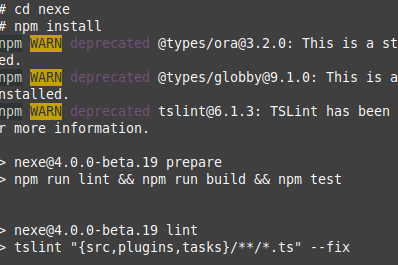 # cd nexe
# npm install
npm WARN deprecated @types/ora@3.2.0: This is a st
ed.
npm WARN deprecated @types/globby@9.1.0: This is a
nstalled.
npm WARN deprecated tslint@6.1.3: TSLint has been
r more information.
> nexe@4.0.0-beta.19 prepare
> npm run lint && npm run build && npm test
> nexe@4.0.0-beta.19 lint
> tslint "{src,plugins,tasks}/**/*.ts" --fix